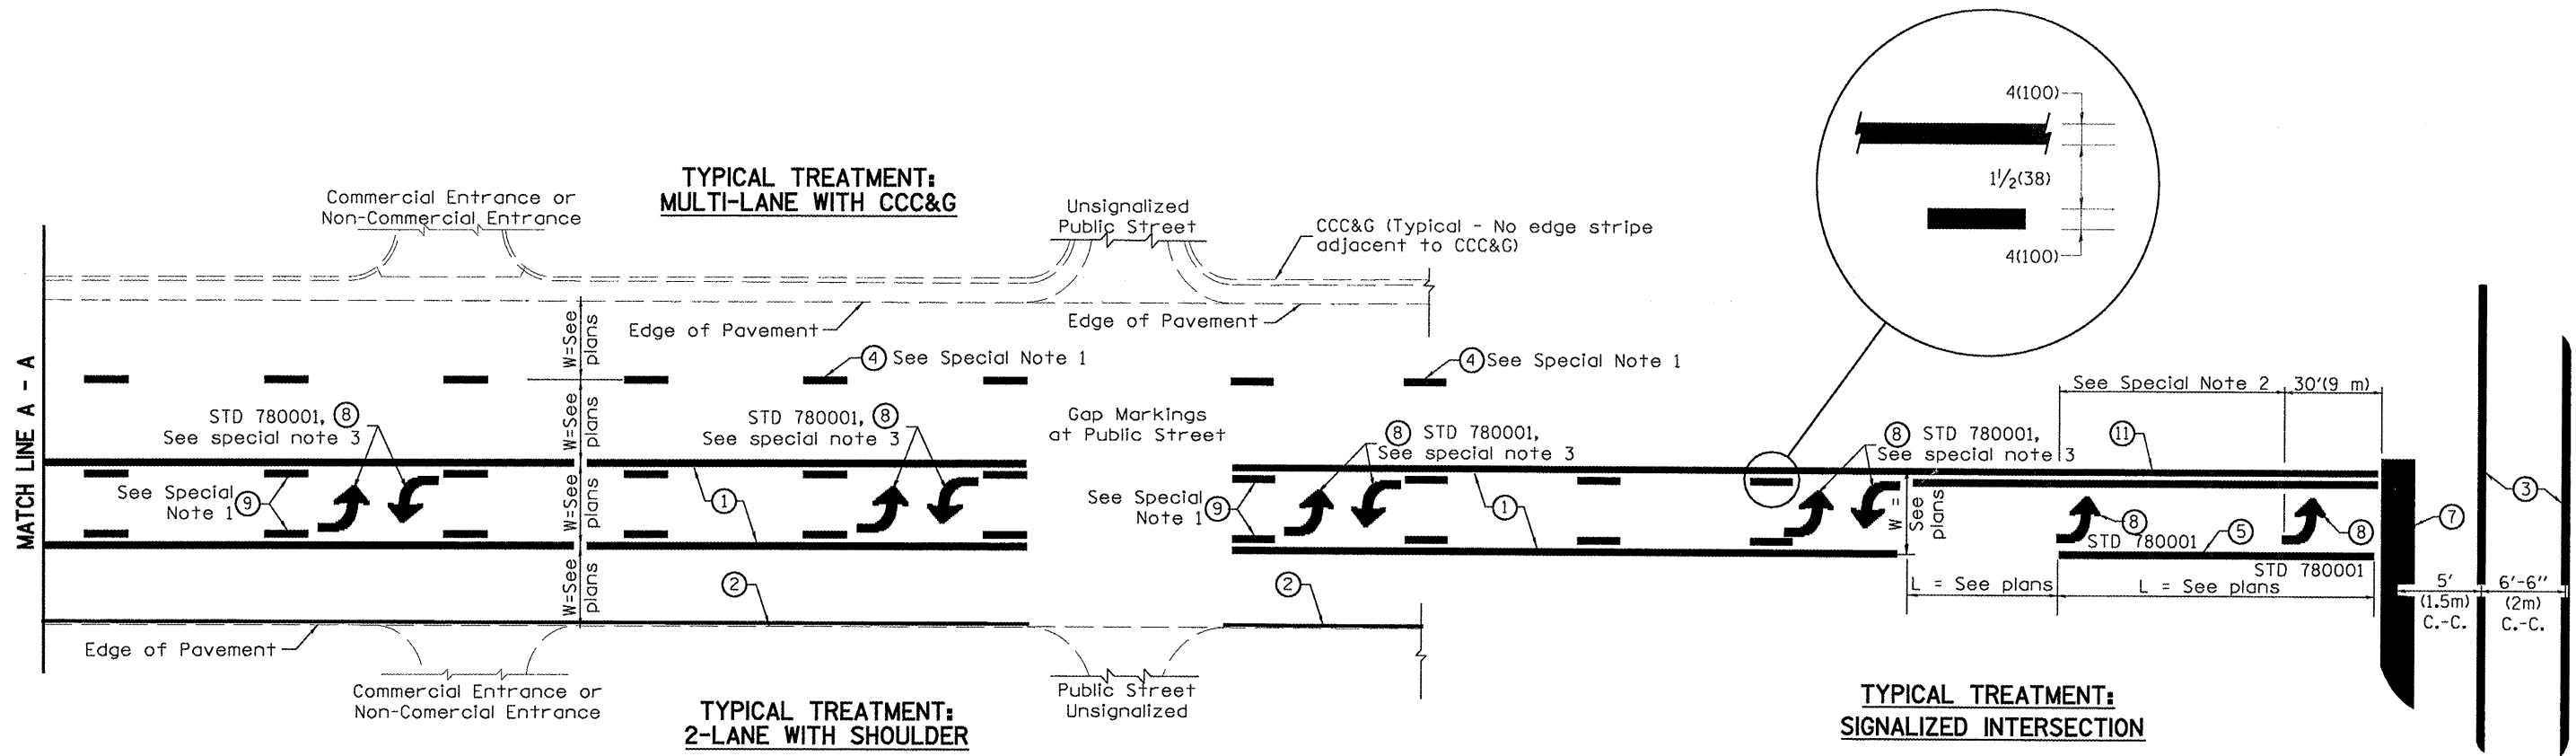 TYPICAL TREATMENT:
MULTI-LANE WITH CCC&G
Commercial Entrance or
Non-Commercial Entrance
Unsignalized
Public Street
CCC&G (Typical - No edge stripe
adjacent to CCC&G)
4(100)
1½(38)
4(100)
Edge of Pavement
Edge of Pavement
MATCH LINE A - A
W=See
plans
W=See
plans
W=See
plans
W=See
plans
4 See Special Note 1
4 See Special Note 1
STD 780001, 8
See special note 3
STD 780001, 8
See special note 3
Gap Markings
at Public Street
8 STD 780001,
See special note 3
8 STD 780001,
See special note 3
See Special Note 2
30'(9 m)
11
See Special
Note 1
9
1
See Special
Note 1
9
1
W =
See
plans
8
STD 780001
5
8
STD 780001
7
3
L = See plans
L = See plans
5'
(1.5m)
C.-C.
6'-6"
(2m)
C.-C.
2
2
Edge of Pavement
Commercial Entrance or
Non-Comercial Entrance
Public Street
Unsignalized
TYPICAL TREATMENT:
2-LANE WITH SHOULDER
TYPICAL TREATMENT:
SIGNALIZED INTERSECTION